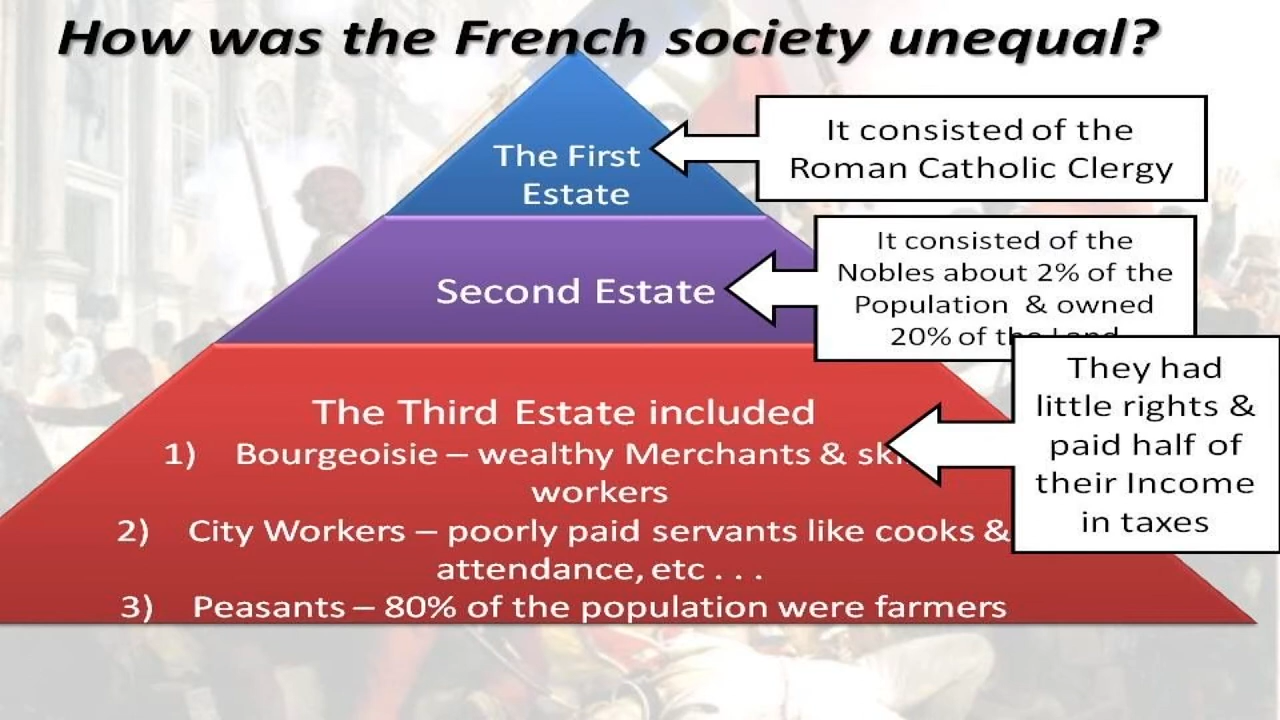 How was the French society unequal?
The First
Estate
It consisted of the
Roman Catholic Clergy
Second Estate
It consisted of the
Nobles about 2% of the
Population & owned
20% of the Land
The Third Estate included
1) Bourgeoisie – wealthy Merchants &
workers
2) City Workers – poorly paid servants like cooks &
attendance, etc . . .
3) Peasants – 80% of the population were farmers
They had
little rights &
paid half of
their Income
in taxes